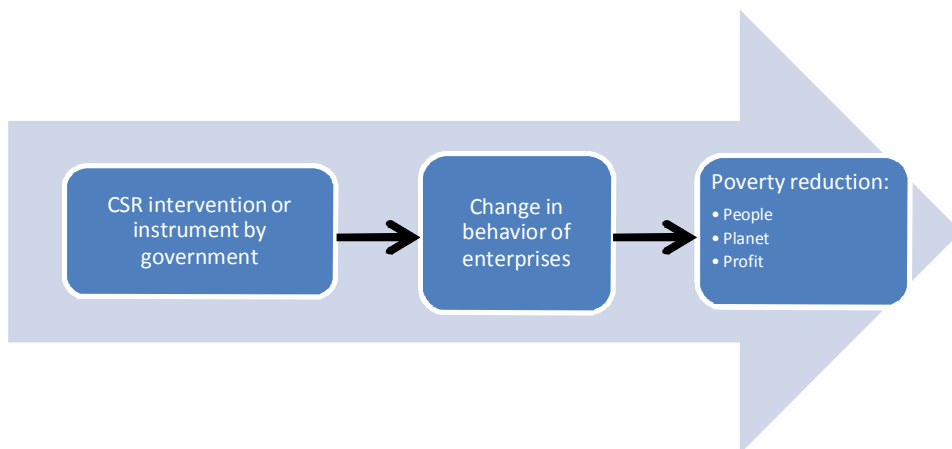 CSR intervention or
instrument by
government
Change in
behavior of
enterprises
Poverty reduction:
• People
• Planet
• Profit